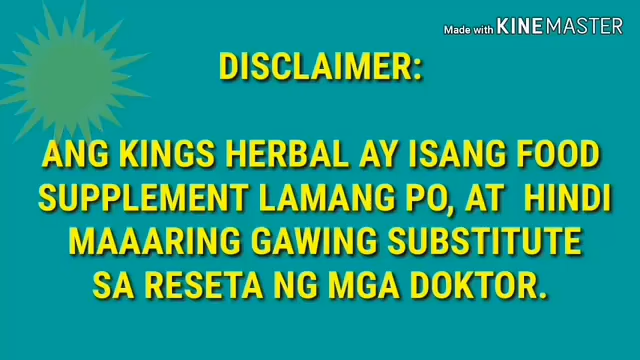 Made with KINEMASTER
DISCLAIMER:
ANG KINGS HERBAL AY ISANG FOOD
SUPPLEMENT LAMANG PO, AT HINDI
MAAARING GAWING SUBSTITUTE
SA RESETA NG MGA DOKTOR.